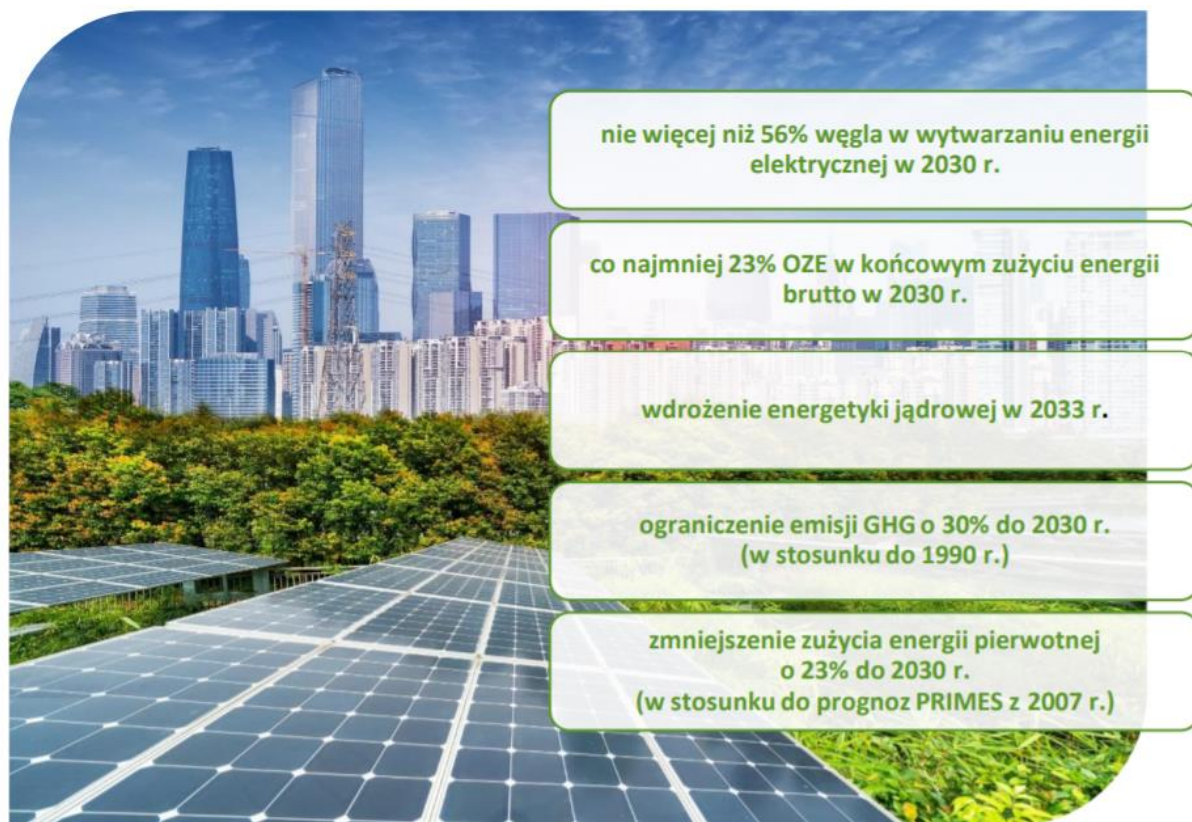 nie więcej niż 56% węgla w wytwarzaniu energii
elektrycznej w 2030 r.
co najmniej 23% OZE w końcowym zużyciu energii
brutto w 2030 r.
wdrożenie energetyki jądrowej w 2033 r.
ograniczenie emisji GHG o 30% do 2030 r.
(w stosunku do 1990 r.)
zmniejszenie zużycia energii pierwotnej
o 23% do 2030 r.
(w stosunku do prognoz PRIMES z 2007 r.)